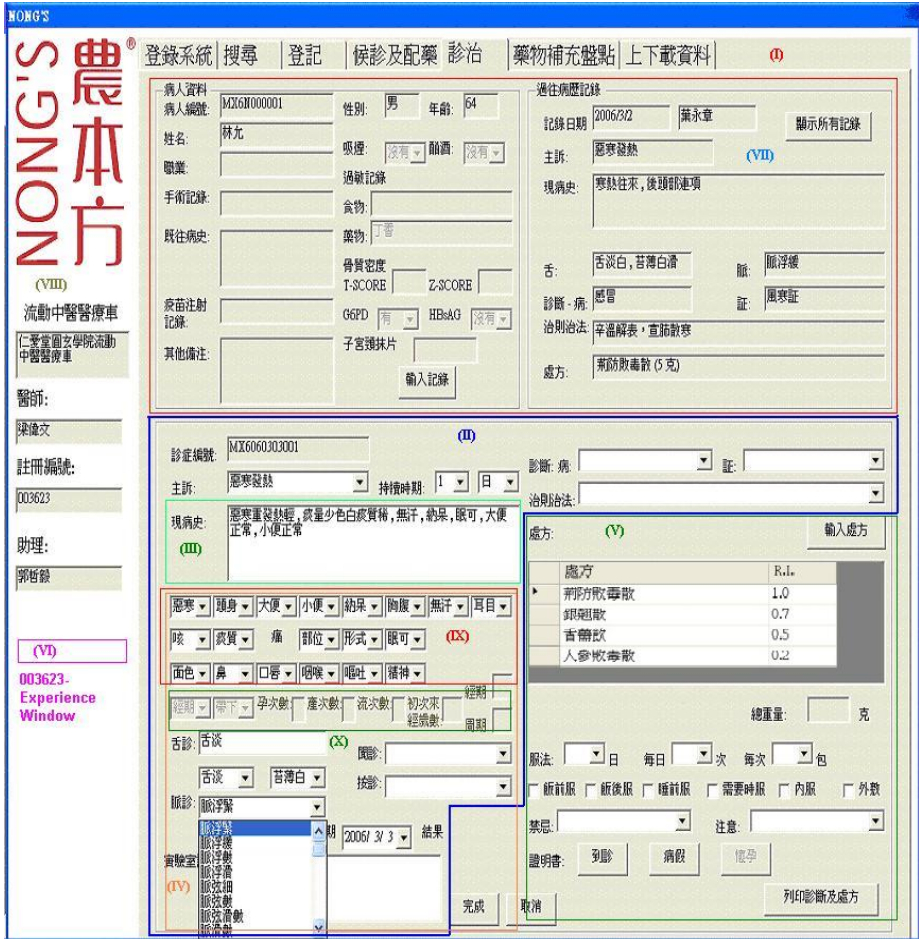 NONG'S
NONG'S 農本方®
登錄系統 搜尋 登記 候診及配藥 診治 藥物補充盤點 上下載資料 (I)
病人資料
病人編號: MX6N000001 性別: 男 年齡: 64
姓名: 林允
吸煙: 沒有 酗酒: 沒有
職業:
過敏記錄
手術記錄:
食物:
既往病史:
藥物: 丁香
骨質密度
T-SCORE Z-SCORE
疫苗注射
記錄:
G6PD 有 HBsAG 沒有
其他備注:
子宮頸抹片
輸入記錄
過往病歷記錄
記錄日期 2006/3/2 葉永章 顯示所有記錄
主訴: 惡寒發熱 (VII)
現病史: 寒熱往來,後頭部連項
舌: 舌淡白,苔薄白滑 脈: 脈浮緩
診斷-病: 感冒 証: 風寒証
治則治法: 辛溫解表,宣肺散寒
處方: 荊防敗毒散 (5 克)
(VIII)
流動中醫醫療車
仁愛堂圓玄學院流動
中醫醫療車
醫師:
梁偉文
註冊編號:
003623
助理:
郭哲毅
(VI)
003623-
Experience
Window
(II)
診症編號: MX6060303001
主訴: 惡寒發熱 持續時期: 1 日
現病史: 惡寒重發熱輕,痰量少色白痰質稀,無汗,納呆,眠可,大便
正常,小便正常
(III)
惡寒 頭身 大便 小便 納呆 胸腹 無汗 耳目
咳 痰質 痛 部位 形式 眠可 (IX)
面色 鼻 口唇 咽喉 嘔吐 精神
經期 帶下 孕次數: 產次數: 流次數: 初次來
經歲數: 經期
周期
舌診: 舌淡 (X) 聞診:
舌淡 苔薄白 按診:
脈診: 脈浮緊
脈浮緊
脈浮緩
脈浮數
脈浮滑
脈弦細
脈弦數
脈弦滑數
脈滑數
期 2006/ 3/ 3 結果
實驗室
(IV)
完成 取消
診斷: 病: 証:
治則治法:
處方: (V) 輸入處方
處方 R.I.
荊防敗毒散 1.0
銀翹散 0.7
香薷飲 0.5
人參敗毒散 0.2
總重量: 克
服法: 日 每日 次 每次 包
飯前服 飯後服 睡前服 需要時服 內服 外敷
禁忌: 注意:
證明書: 到診 病假 懷孕
列印診斷及處方